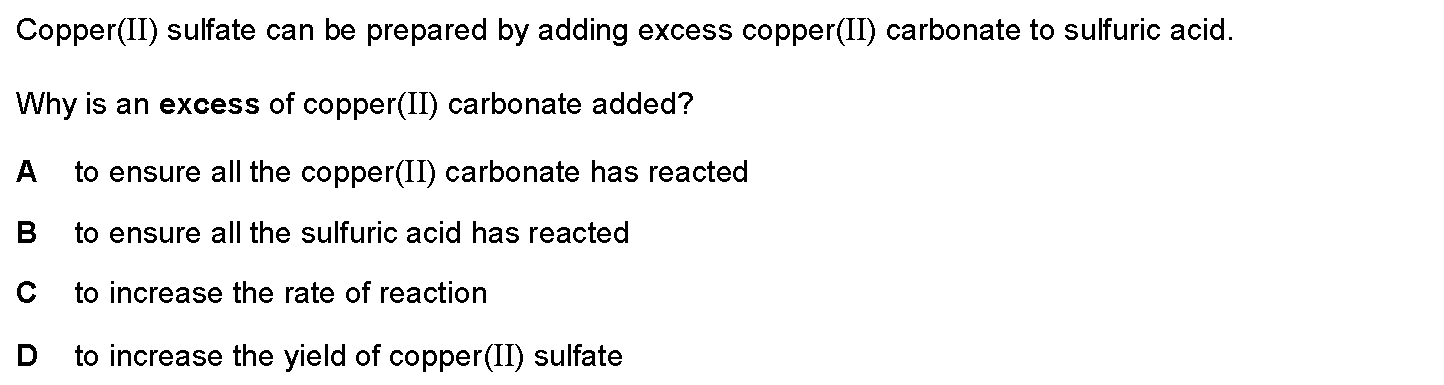 Copper(II) sulfate can be prepared by adding excess copper(II) carbonate to sulfuric acid.
Why is an excess of copper(II) carbonate added?
A to ensure all the copper(II) carbonate has reacted
B to ensure all the sulfuric acid has reacted
C to increase the rate of reaction
D to increase the yield of copper(II) sulfate